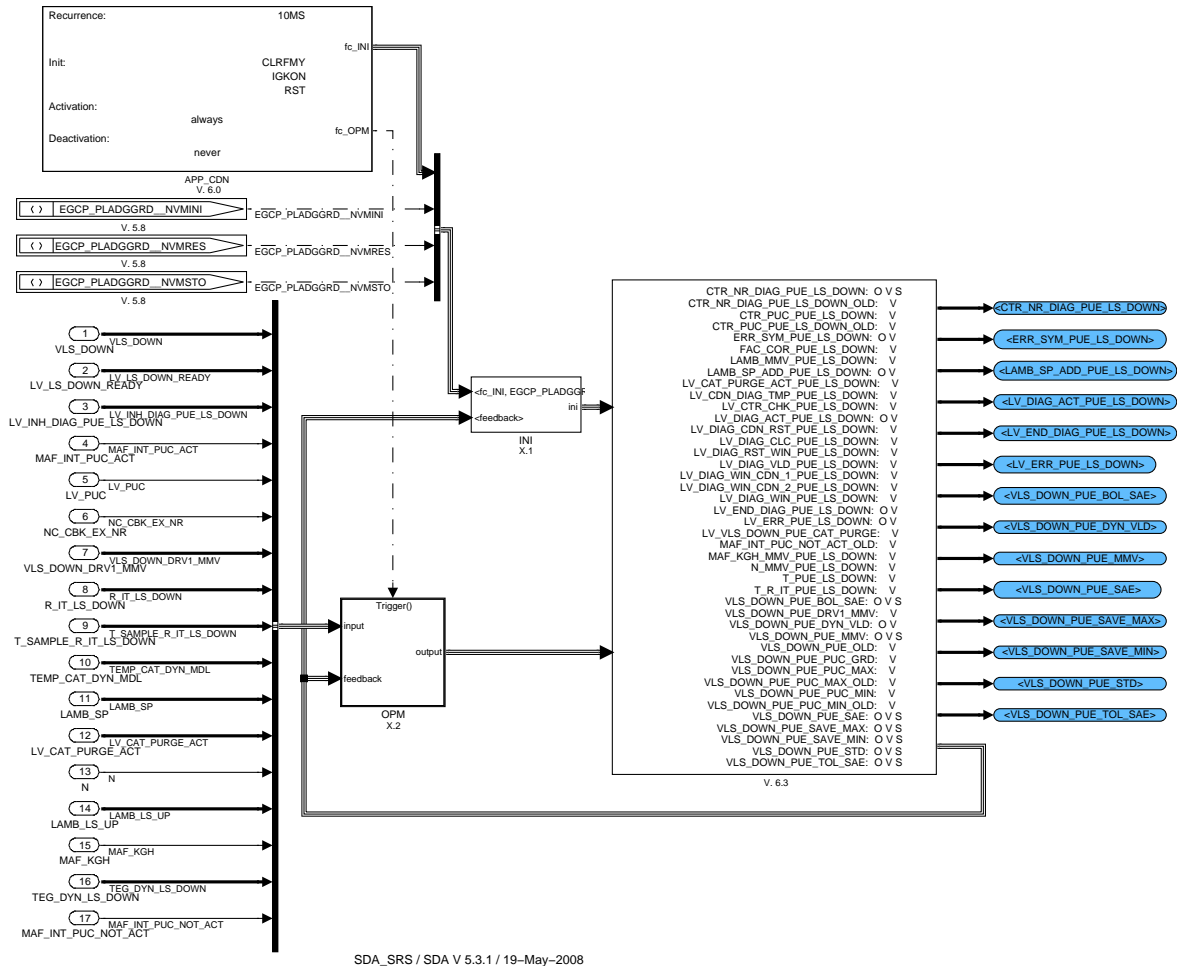 Recurrence: 10MS
fc_INI
Init: CLRFMY
IGKON
RST
Activation:
always
fc_OPM
Deactivation:
never
APP_CDN
V. 6.0
( ) EGCP_PLADGGRD__NVMINI
EGCP_PLADGGRD__NVMINI
V. 5.8
( ) EGCP_PLADGGRD__NVMRES
EGCP_PLADGGRD__NVMRES
V. 5.8
( ) EGCP_PLADGGRD__NVMSTO
EGCP_PLADGGRD__NVMSTO
V. 5.8
1 VLS_DOWN
VLS_DOWN
2 LV_LS_DOWN_READY
LV_LS_DOWN_READY
3 LV_INH_DIAG_PUE_LS_DOWN
LV_INH_DIAG_PUE_LS_DOWN
4 MAF_INT_PUC_ACT
MAF_INT_PUC_ACT
5 LV_PUC
LV_PUC
6 NC_CBK_EX_NR
NC_CBK_EX_NR
7 VLS_DOWN_DRV1_MMV
VLS_DOWN_DRV1_MMV
8 R_IT_LS_DOWN
R_IT_LS_DOWN
9 T_SAMPLE_R_IT_LS_DOWN
T_SAMPLE_R_IT_LS_DOWN
10 TEMP_CAT_DYN_MDL
TEMP_CAT_DYN_MDL
11 LAMB_SP
LAMB_SP
12 LV_CAT_PURGE_ACT
LV_CAT_PURGE_ACT
13 N
N
14 LAMB_LS_UP
LAMB_LS_UP
15 MAF_KGH
MAF_KGH
16 TEG_DYN_LS_DOWN
TEG_DYN_LS_DOWN
17 MAF_INT_PUC_NOT_ACT
MAF_INT_PUC_NOT_ACT
<fc_INI, EGCP_PLADGGR
ini
<feedback>
INI
X.1
Trigger()
input
output
feedback
OPM
X.2
CTR_NR_DIAG_PUE_LS_DOWN: O V S
CTR_NR_DIAG_PUE_LS_DOWN_OLD: V
CTR_PUC_PUE_LS_DOWN: V
CTR_PUC_PUE_LS_DOWN_OLD: V
ERR_SYM_PUE_LS_DOWN: O V
FAC_COR_PUE_LS_DOWN: V
LAMB_MMV_PUE_LS_DOWN: V
LAMB_SP_ADD_PUE_LS_DOWN: O V
LV_CAT_PURGE_ACT_PUE_LS_DOWN: V
LV_CDN_DIAG_TMP_PUE_LS_DOWN: V
LV_CTR_CHK_PUE_LS_DOWN: V
LV_DIAG_ACT_PUE_LS_DOWN: O V
LV_DIAG_CDN_RST_PUE_LS_DOWN: V
LV_DIAG_CLC_PUE_LS_DOWN: V
LV_DIAG_RST_WIN_PUE_LS_DOWN: V
LV_DIAG_VLD_PUE_LS_DOWN: V
LV_DIAG_WIN_CDN_1_PUE_LS_DOWN: V
LV_DIAG_WIN_CDN_2_PUE_LS_DOWN: V
LV_DIAG_WIN_PUE_LS_DOWN: V
LV_END_DIAG_PUE_LS_DOWN: O V
LV_ERR_PUE_LS_DOWN: O V
LV_VLS_DOWN_PUE_CAT_PURGE: V
MAF_INT_PUC_NOT_ACT_OLD: V
MAF_KGH_MMV_PUE_LS_DOWN: V
N_MMV_PUE_LS_DOWN: V
T_PUE_LS_DOWN: V
T_R_IT_PUE_LS_DOWN: V
VLS_DOWN_PUE_BOL_SAE: O V S
VLS_DOWN_PUE_DRV1_MMV: V
VLS_DOWN_PUE_DYN_VLD: O V
VLS_DOWN_PUE_MMV: O V S
VLS_DOWN_PUE_OLD: V
VLS_DOWN_PUE_PUC_GRD: V
VLS_DOWN_PUE_PUC_MAX: V
VLS_DOWN_PUE_PUC_MAX_OLD: V
VLS_DOWN_PUE_PUC_MIN: V
VLS_DOWN_PUE_PUC_MIN_OLD: V
VLS_DOWN_PUE_SAE: O V S
VLS_DOWN_PUE_SAVE_MAX: O V S
VLS_DOWN_PUE_SAVE_MIN: O V S
VLS_DOWN_PUE_STD: O V S
VLS_DOWN_PUE_TOL_SAE: O V S
V. 6.3
<CTR_NR_DIAG_PUE_LS_DOWN>
<ERR_SYM_PUE_LS_DOWN>
<LAMB_SP_ADD_PUE_LS_DOWN>
<LV_DIAG_ACT_PUE_LS_DOWN>
<LV_END_DIAG_PUE_LS_DOWN>
<LV_ERR_PUE_LS_DOWN>
<VLS_DOWN_PUE_BOL_SAE>
<VLS_DOWN_PUE_DYN_VLD>
<VLS_DOWN_PUE_MMV>
<VLS_DOWN_PUE_SAE>
<VLS_DOWN_PUE_SAVE_MAX>
<VLS_DOWN_PUE_SAVE_MIN>
<VLS_DOWN_PUE_STD>
<VLS_DOWN_PUE_TOL_SAE>
SDA_SRS / SDA V 5.3.1 / 19–May–2008